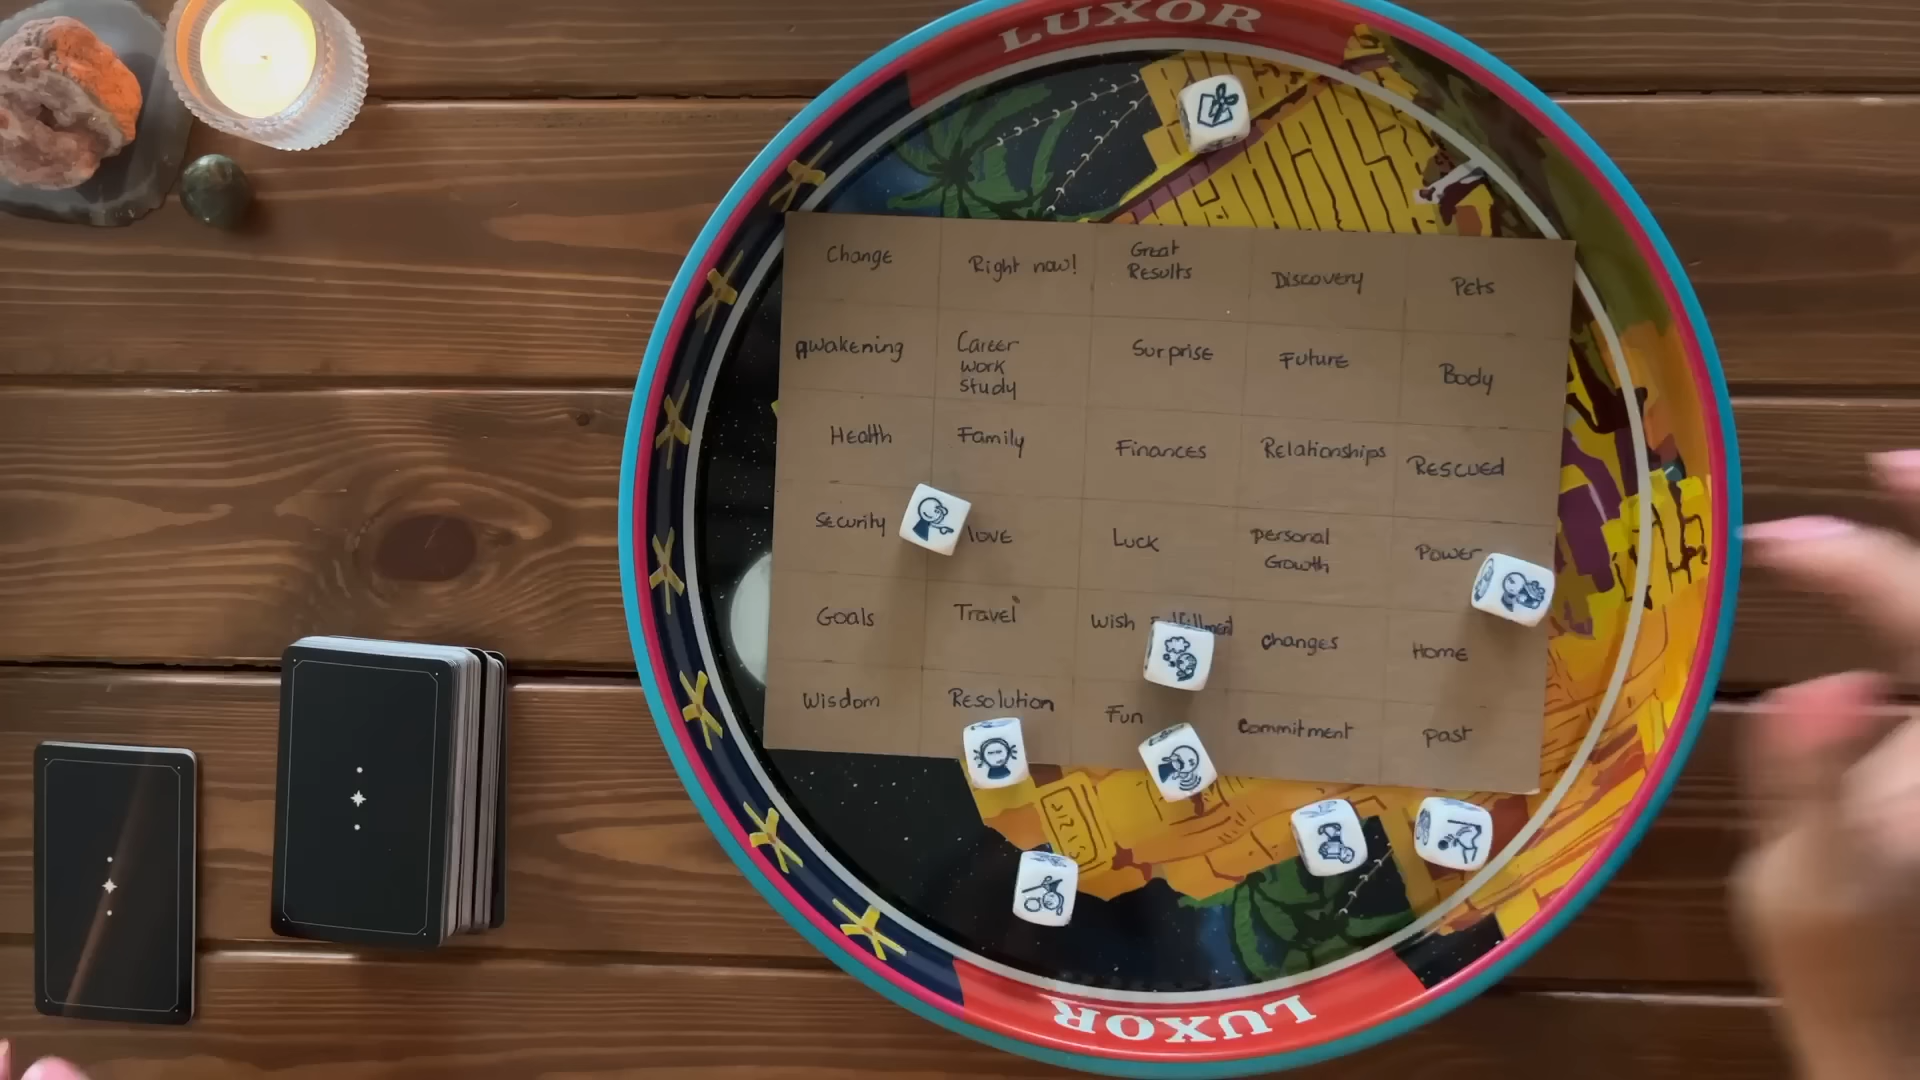 LUXOR
Change
Right now!
Great
Results
Discovery
Pets
Awakening
Career
work
study
Surprise
Future
Body
Health
Family
Finances
Relationships
RESCUED
Security
love
Luck
personal
Growth
Power
Goals
Travel
Wish
changes
Home
Wisdom
Resolution
Fun
Commitment
past
LUXOR